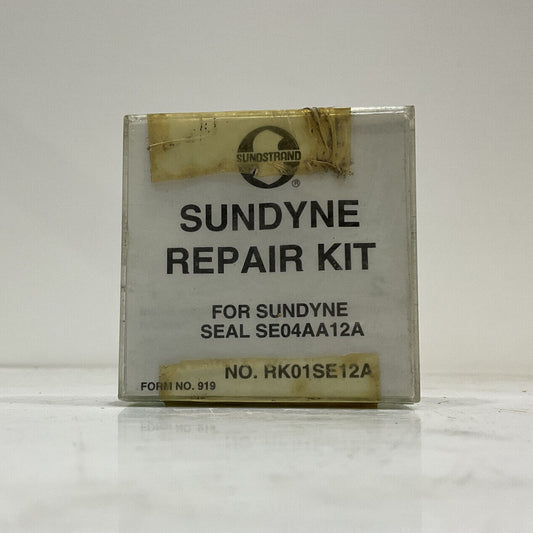 SUNDSTRAND
®
SUNDYNE
REPAIR KIT
FOR SUNDYNE
SEAL SE04AA12A
NO. RK01SE12A
FORM NO. 919